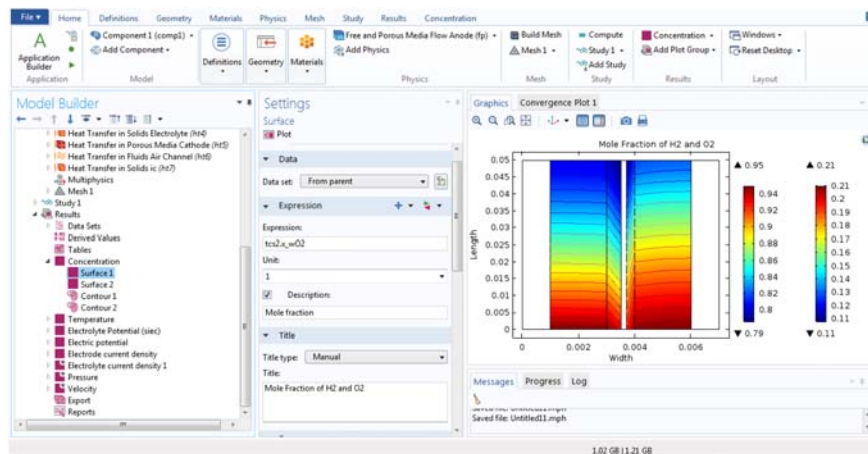 File
Home
Definitions
Geometry
Materials
Physics
Mesh
Study
Results
Concentration
Application Builder
Application
Component 1 (comp1)
Add Component
Model
Definitions
Geometry
Materials
Free and Porous Media Flow Anode (fp)
Add Physics
Physics
Build Mesh
Mesh 1
Mesh
Compute
Study 1
Add Study
Study
Concentration
Add Plot Group
Results
Windows
Reset Desktop
Layout
Model Builder
Heat Transfer in Solids Electrolyte (ht4)
Heat Transfer in Porous Media Cathode (ht5)
Heat Transfer in Fluids Air Channel (ht6)
Heat Transfer in Solids ic (ht7)
Multiphysics
Mesh 1
Study 1
Results
Data Sets
Derived Values
Tables
Concentration
Surface 1
Surface 2
Contour 1
Contour 2
Temperature
Electrolyte Potential (siec)
Electric potential
Electrode current density
Electrolyte current density 1
Pressure
Velocity
Export
Reports
Settings
Surface
Plot
Data
Data set: From parent
Expression
Expression:
tcs2.x_wO2
Unit:
1
Description:
Mole fraction
Title
Title type: Manual
Title:
Mole Fraction of H2 and O2
Graphics
Convergence Plot 1
Mole Fraction of H2 and O2
0.05
0.045
0.04
0.035
0.03
0.025
0.02
0.015
0.01
0.005
0
Length
0 0.002 0.004 0.006
Width
▲ 0.95
0.94
0.92
0.9
0.88
0.86
0.84
0.82
0.8
▼ 0.79
▲ 0.21
0.21
0.2
0.19
0.18
0.17
0.16
0.15
0.14
0.13
0.12
0.11
▼ 0.11
Messages
Progress
Log
Saved file: Untitled11.mph
Saved file: Untitled11.mph
1.02 GB | 1.21 GB